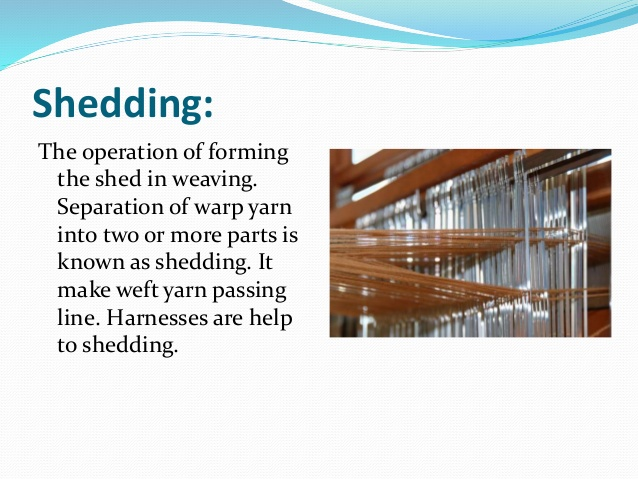 Shedding:
The operation of forming
the shed in weaving.
Separation of warp yarn
into two or more parts is
known as shedding. It
make weft yarn passing
line. Harnesses are help
to shedding.